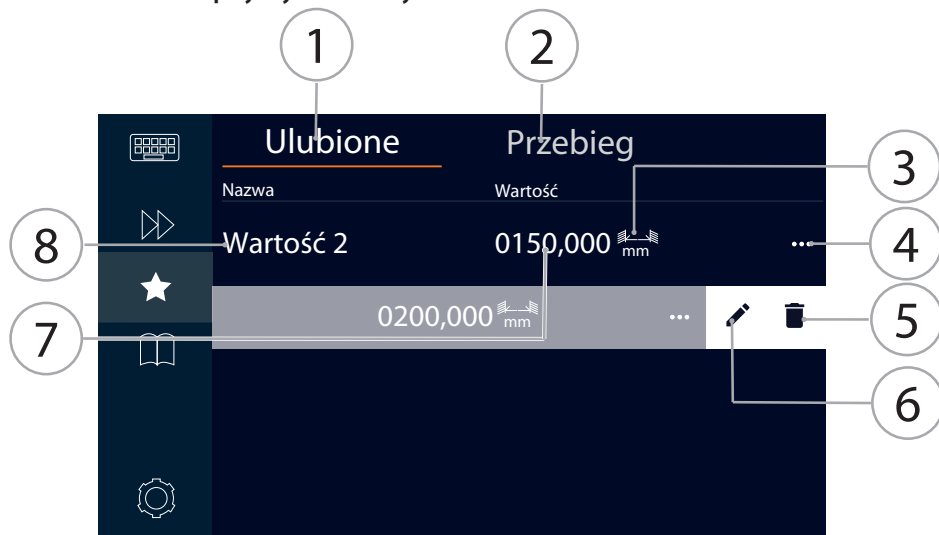 1 2
Ulubione Przebieg
3
Nazwa Wartość
8 Wartość 2 0150,000 mm ... 4
7 0200,000 mm ... 5
6